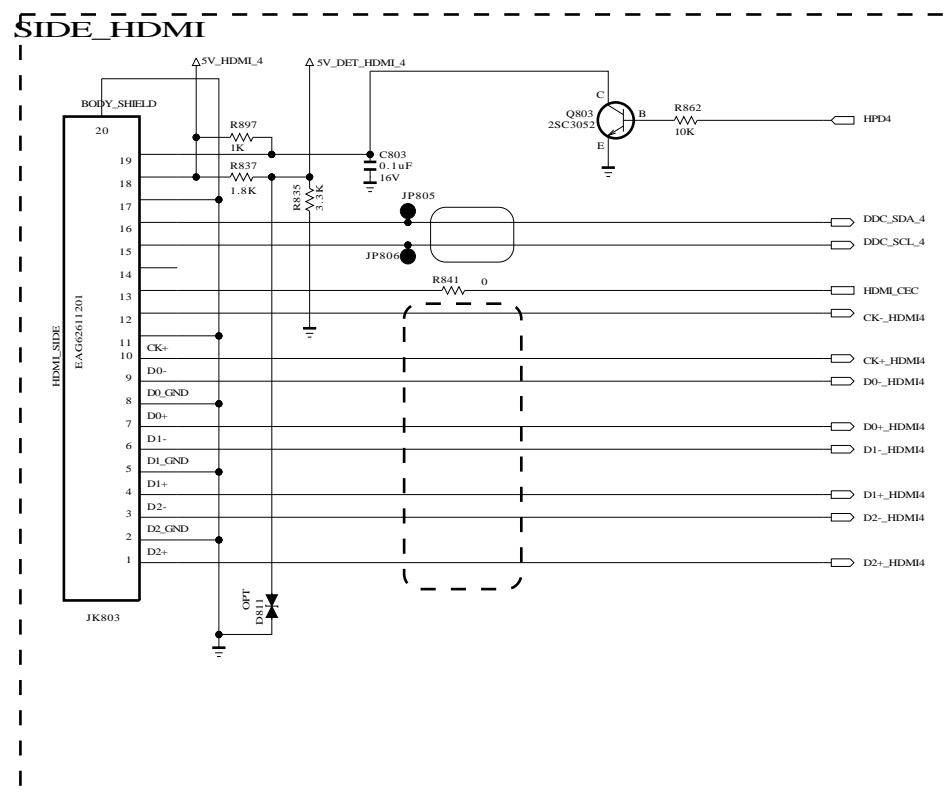 SIDE_HDMI
5V_HDMI_4
5V_DET_HDMI_4
BODY_SHIELD
C
Q803
2SC3052
B
E
R862
10K
HPD4
20
R897
1K
19
C803
0.1uF
16V
R837
1.8K
18
R835
3.3K
17
JP805
16
DDC_SDA_4
15
DDC_SCL_4
JP806
14
R841
0
13
HDMI_CEC
12
CK-_HDMI4
11
CK+
10
CK+_HDMI4
D0-
9
D0-_HDMI4
D0_GND
8
D0+
7
D0+_HDMI4
D1-
6
D1-_HDMI4
D1_GND
5
D1+
4
D1+_HDMI4
D2-
3
D2-_HDMI4
D2_GND
2
D2+
1
D2+_HDMI4
EAG62611201
HDMI_SIDE
OPT
D811
JK803